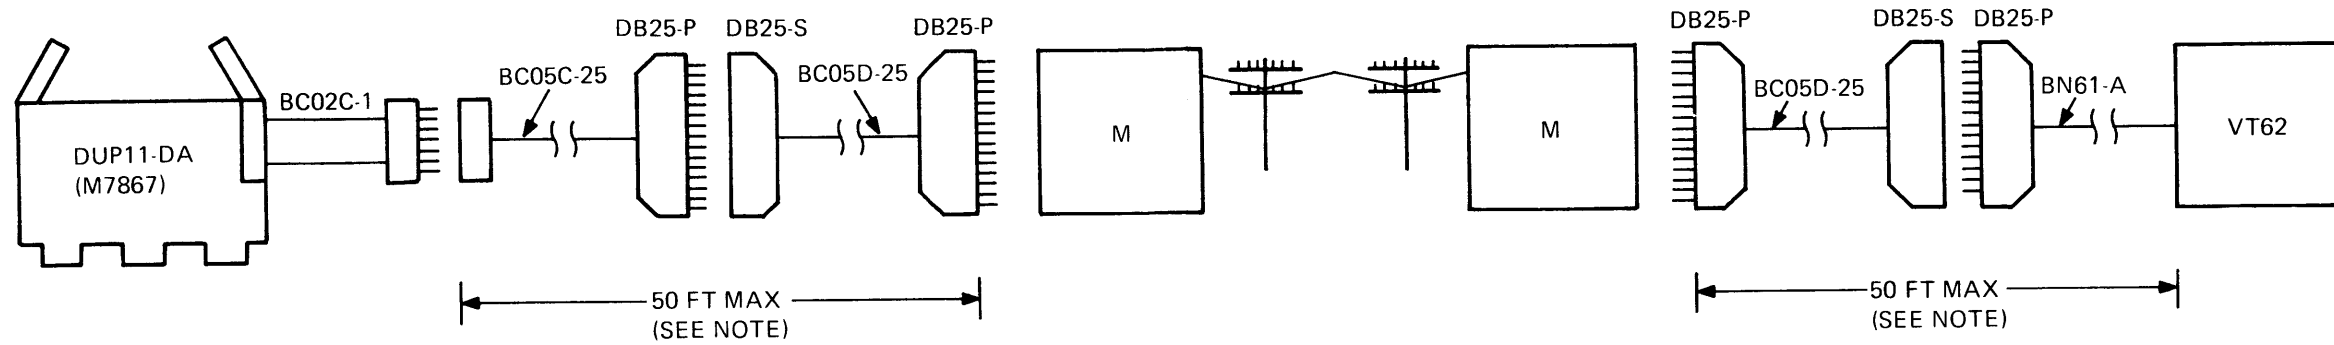 DB25-P
DB25-S
DB25-P
DB25-P
DB25-S
DB25-P
BC05C-25
BC05D-25
BC02C-1
BC05D-25
BN61-A
DUP11-DA
(M7867)
M
M
VT62
50 FT MAX
(SEE NOTE)
50 FT MAX
(SEE NOTE)